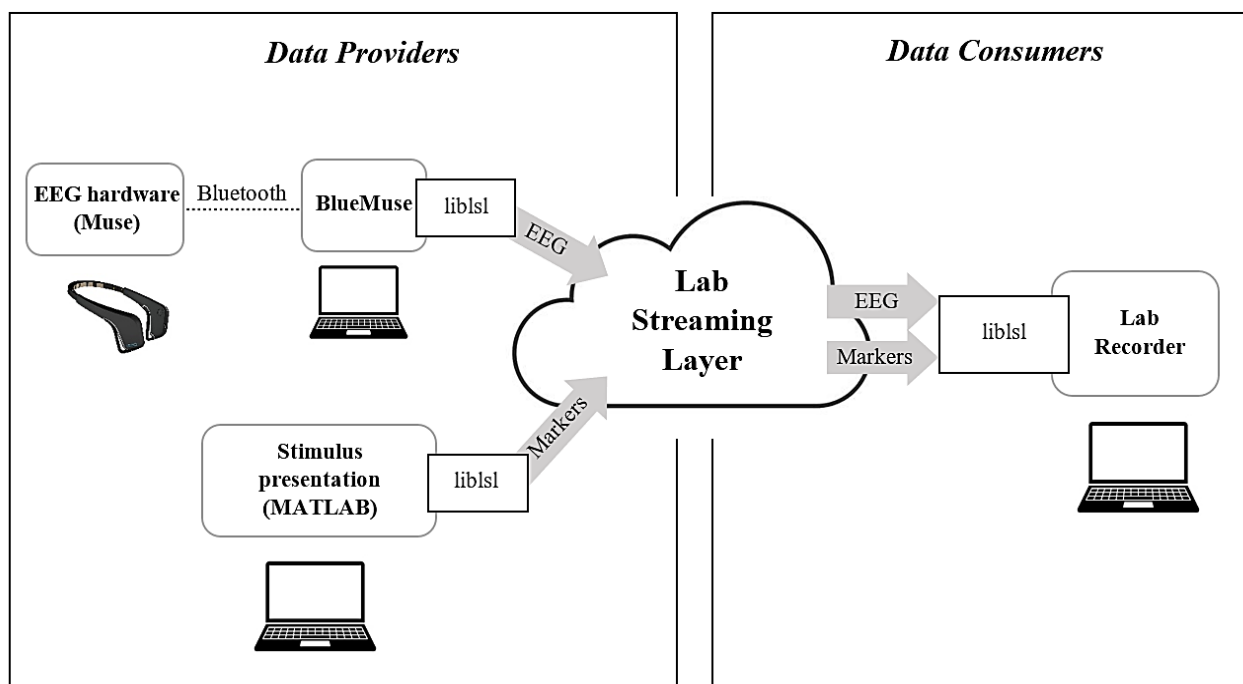 Data Providers
Data Consumers
EEG hardware
(Muse)
Bluetooth
BlueMuse
liblsl
EEG
Lab
Streaming
Layer
EEG
Markers
liblsl
Lab
Recorder
Markers
Stimulus
presentation
(MATLAB)
liblsl